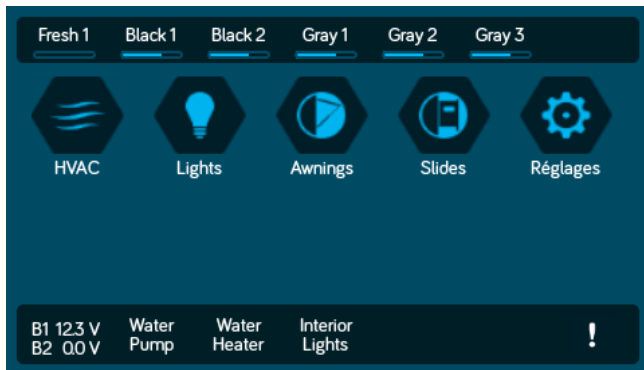 Fresh 1 Black 1 Black 2 Gray 1 Gray 2 Gray 3
HVAC Lights Awnings Slides Réglages
B1 12.3 V
B2 0.0 V
Water
Pump
Water
Heater
Interior
Lights
!